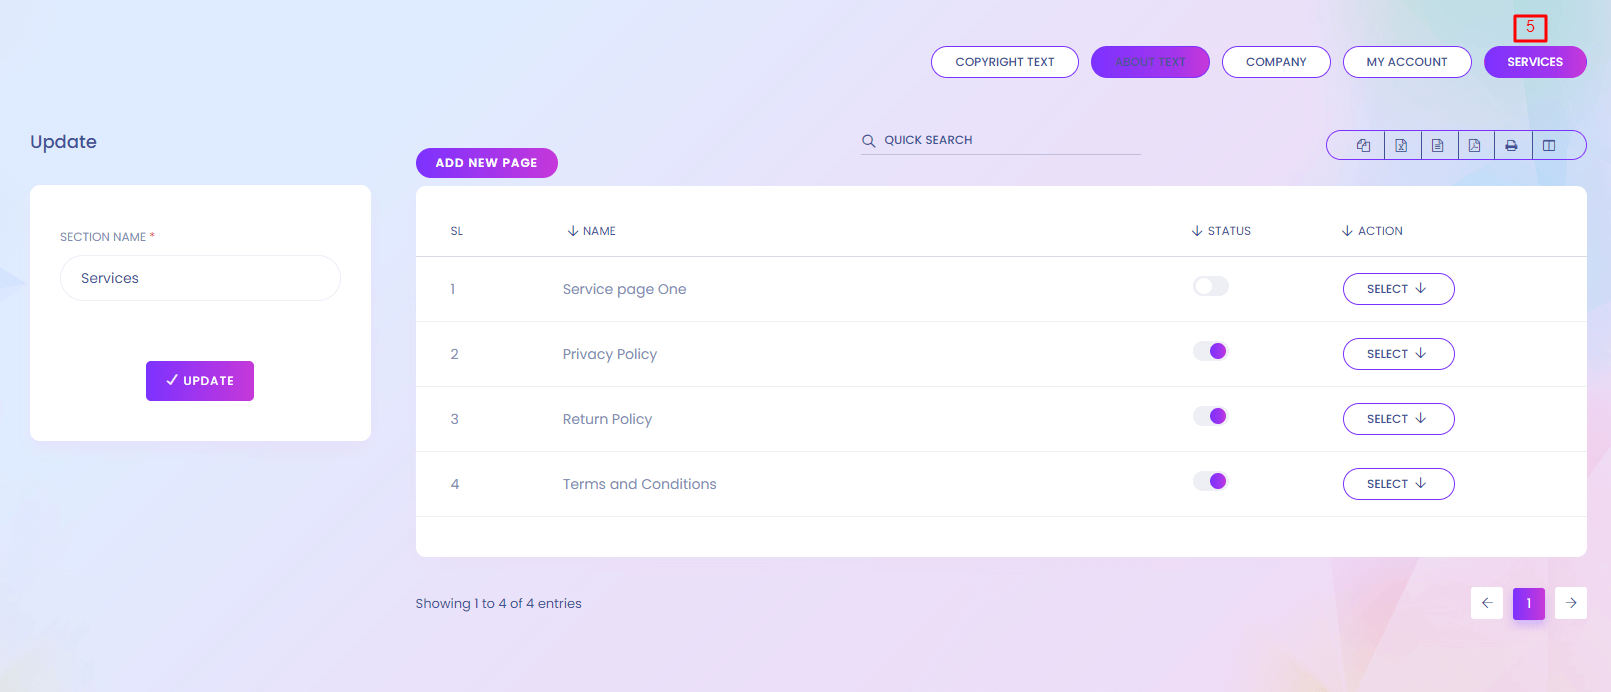 5
COPYRIGHT TEXT ABOUT TEXT COMPANY MY ACCOUNT SERVICES
Update
QUICK SEARCH
ADD NEW PAGE
SECTION NAME *
Services
UPDATE
SL NAME STATUS ACTION
1 Service page One SELECT
2 Privacy Policy SELECT
3 Return Policy SELECT
4 Terms and Conditions SELECT
Showing 1 to 4 of 4 entries
1